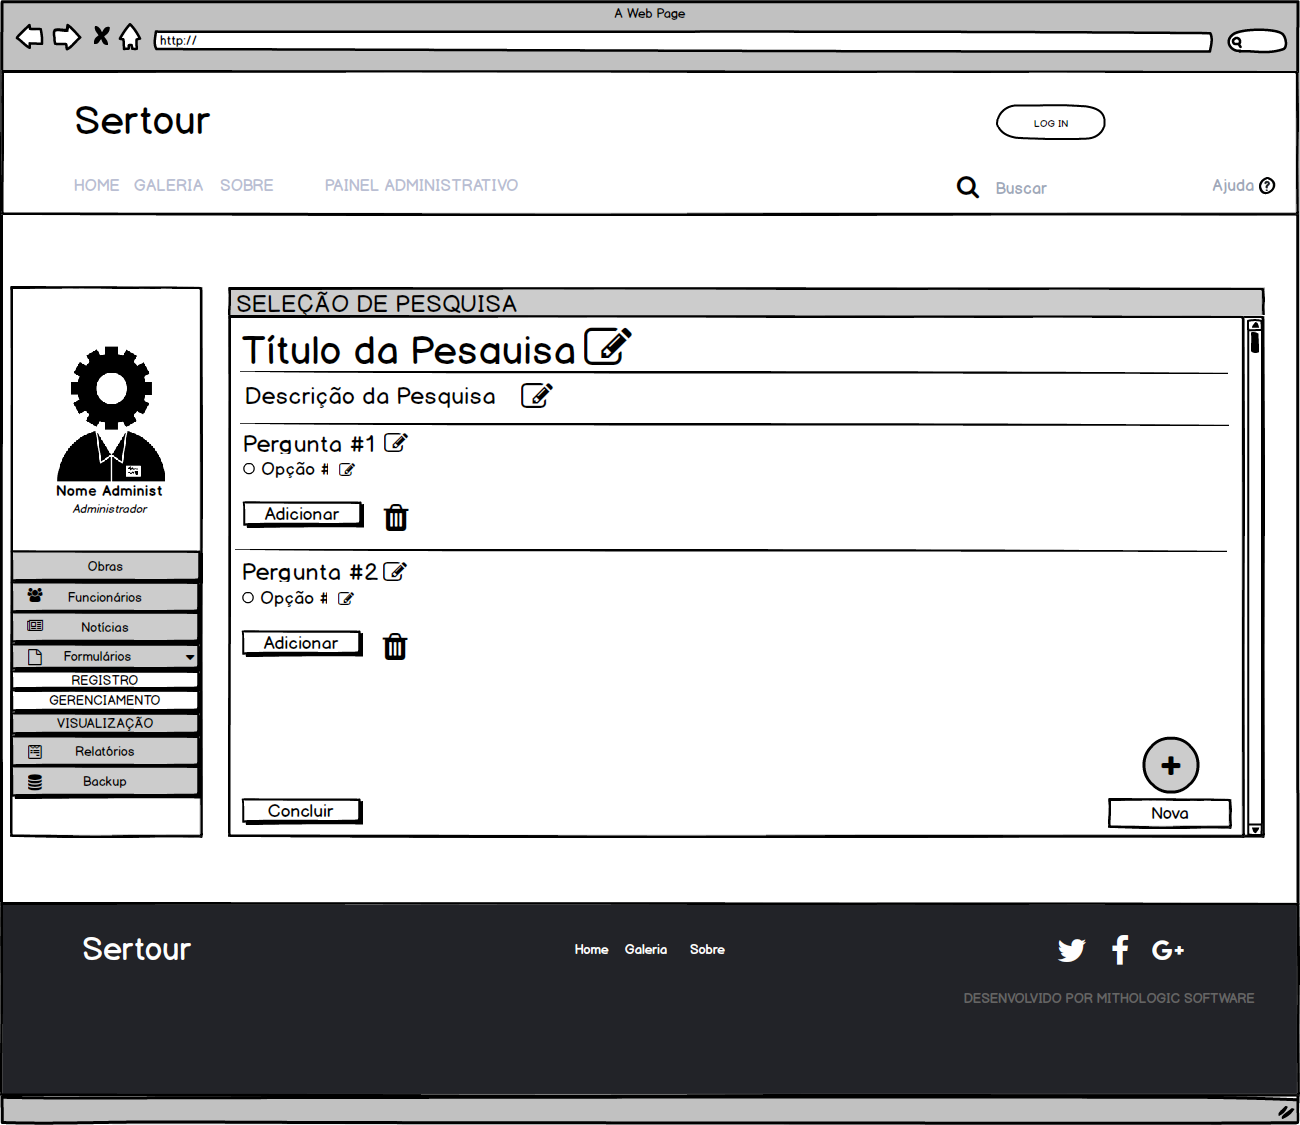 A Web Page
http://
Sertour
LOG IN
HOME GALERIA SOBRE PAINEL ADMINISTRATIVO
Buscar
Ajuda
SELEÇÃO DE PESQUISA
Título da Pesquisa
Descrição da Pesquisa
Pergunta #1
Opção #
Adicionar
Pergunta #2
Opção #
Adicionar
Concluir
Nova
Nome Administ
Administrador
Obras
Funcionários
Notícias
Formulários
REGISTRO
GERENCIAMENTO
VISUALIZAÇÃO
Relatórios
Backup
Sertour
Home Galeria Sobre
G+
DESENVOLVIDO POR MITHOLOGIC SOFTWARE